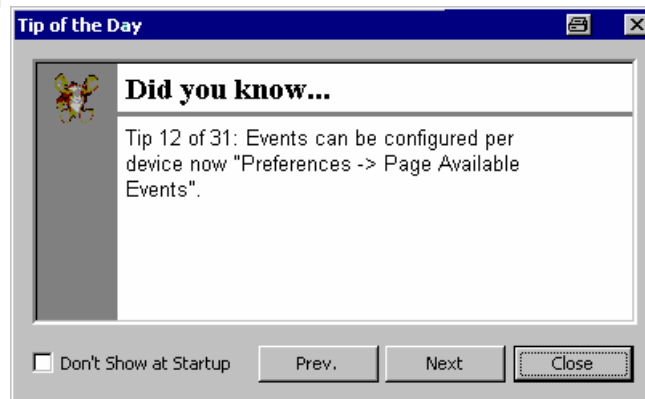 Tip of the Day
Did you know...
Tip 12 of 31: Events can be configured per
device now "Preferences -> Page Available
Events".
Don't Show at Startup
Prev.
Next
Close